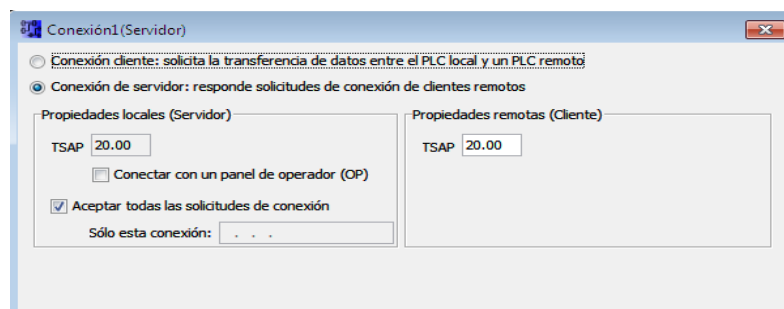 Conexión1(Servidor)
Conexión cliente: solicita la transferencia de datos entre el PLC local y un PLC remoto
Conexión de servidor: responde solicitudes de conexión de clientes remotos
Propiedades locales (Servidor)
TSAP 20.00
Conectar con un panel de operador (OP)
Aceptar todas las solicitudes de conexión
Sólo esta conexión: . . .
Propiedades remotas (Cliente)
TSAP 20.00